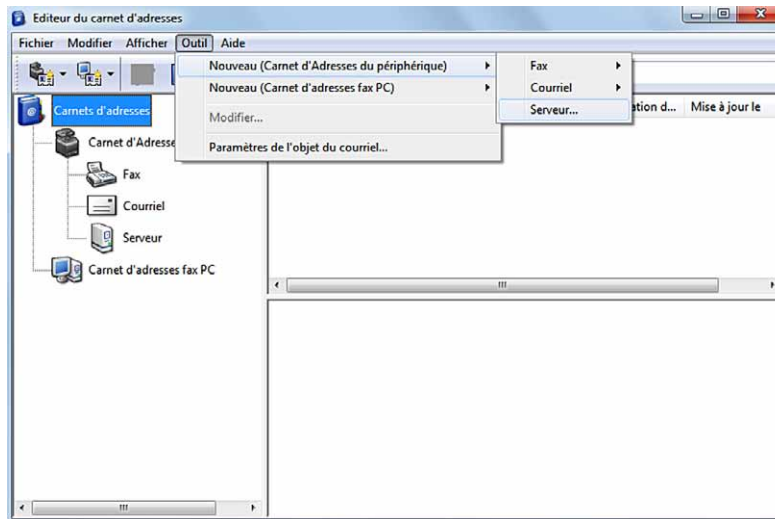 Editeur du carnet d'adresses
Fichier Modifier Afficher Outil Aide
Nouveau (Carnet d'Adresses du périphérique)
Nouveau (Carnet d'adresses fax PC)
Modifier...
Paramètres de l'objet du courriel...
Fax
Courriel
Serveur...
d... Mise à jour le
Carnets d'adresses
Carnet d'Adresse
Fax
Courriel
Serveur
Carnet d'adresses fax PC